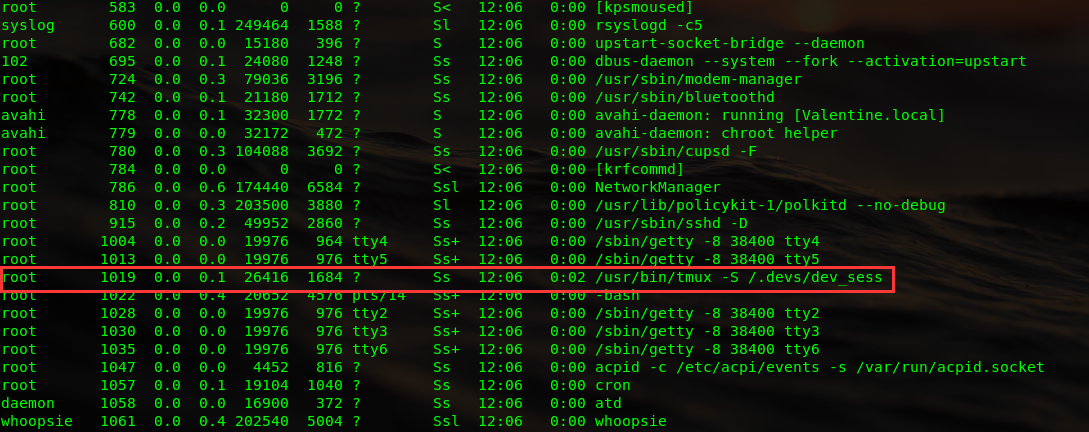 root 583 0.0 0.0 0 0 ? S< 12:06 0:00 [kpsmoused]
syslog 600 0.0 0.1 249464 1588 ? Sl 12:06 0:00 rsyslogd -c5
root 682 0.0 0.0 15180 396 ? S 12:06 0:00 upstart-socket-bridge --daemon
102 695 0.0 0.1 24080 1248 ? Ss 12:06 0:00 dbus-daemon --system --fork --activation=upstart
root 724 0.0 0.3 79036 3196 ? Ss 12:06 0:00 /usr/sbin/modem-manager
root 742 0.0 0.1 21180 1712 ? Ss 12:06 0:00 /usr/sbin/bluetoothd
avahi 778 0.0 0.1 32300 1772 ? S 12:06 0:00 avahi-daemon: running [Valentine.local]
avahi 779 0.0 0.0 32172 472 ? S 12:06 0:00 avahi-daemon: chroot helper
root 780 0.0 0.3 104088 3692 ? Ss 12:06 0:00 /usr/sbin/cupsd -F
root 784 0.0 0.0 0 0 ? S< 12:06 0:00 [krfcommd]
root 786 0.0 0.6 174440 6584 ? Ssl 12:06 0:00 NetworkManager
root 810 0.0 0.3 203500 3880 ? Sl 12:06 0:00 /usr/lib/policykit-1/polkitd --no-debug
root 915 0.0 0.2 49952 2860 ? Ss 12:06 0:00 /usr/sbin/sshd -D
root 1004 0.0 0.0 19976 964 tty4 Ss+ 12:06 0:00 /sbin/getty -8 38400 tty4
root 1013 0.0 0.0 19976 976 tty5 Ss+ 12:06 0:00 /sbin/getty -8 38400 tty5
root 1019 0.0 0.1 26416 1684 ? Ss 12:06 0:02 /usr/bin/tmux -S /.devs/dev_sess
root 1022 0.0 0.4 20652 4576 pts/14 Ss+ 12:06 0:00 -bash
root 1028 0.0 0.0 19976 976 tty2 Ss+ 12:06 0:00 /sbin/getty -8 38400 tty2
root 1030 0.0 0.0 19976 976 tty3 Ss+ 12:06 0:00 /sbin/getty -8 38400 tty3
root 1035 0.0 0.0 19976 976 tty6 Ss+ 12:06 0:00 /sbin/getty -8 38400 tty6
root 1047 0.0 0.0 4452 816 ? Ss 12:06 0:00 acpid -c /etc/acpi/events -s /var/run/acpid.socket
root 1057 0.0 0.1 19104 1040 ? Ss 12:06 0:00 cron
daemon 1058 0.0 0.0 16900 372 ? Ss 12:06 0:00 atd
whoopsie 1061 0.0 0.4 202540 5004 ? Ssl 12:06 0:00 whoopsie